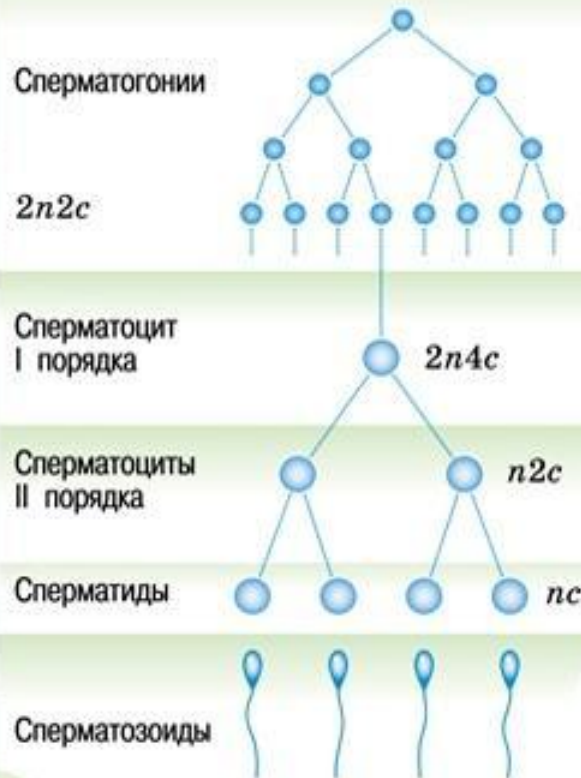 Сперматогонии
2n2c
Сперматоцит
I порядка
2n4c
Сперматоциты
II порядка
n2c
Сперматиды
nc
Сперматозоиды